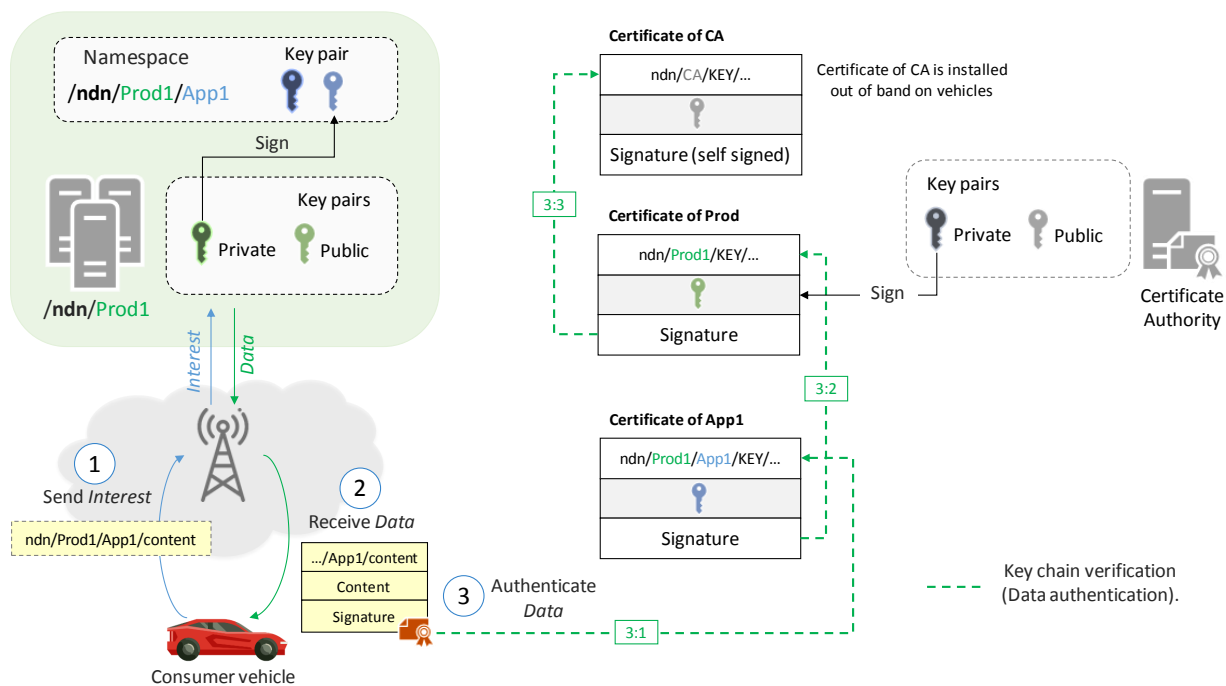 Namespace
/ndn/Prod1/App1
Key pair
Sign
Key pairs
Private
Public
/ndn/Prod1
Interest
Data
1
Send Interest
ndn/Prod1/App1/content
2
Receive Data
.../App1/content
Content
Signature
3
Authenticate
Data
Consumer vehicle
3:1
Certificate of CA
ndn/CA/KEY/...
Signature (self signed)
Certificate of CA is installed
out of band on vehicles
3:3
Certificate of Prod
ndn/Prod1/KEY/...
Signature
Sign
Key pairs
Private
Public
Certificate
Authority
3:2
Certificate of App1
ndn/Prod1/App1/KEY/...
Signature
Key chain verification
(Data authentication).